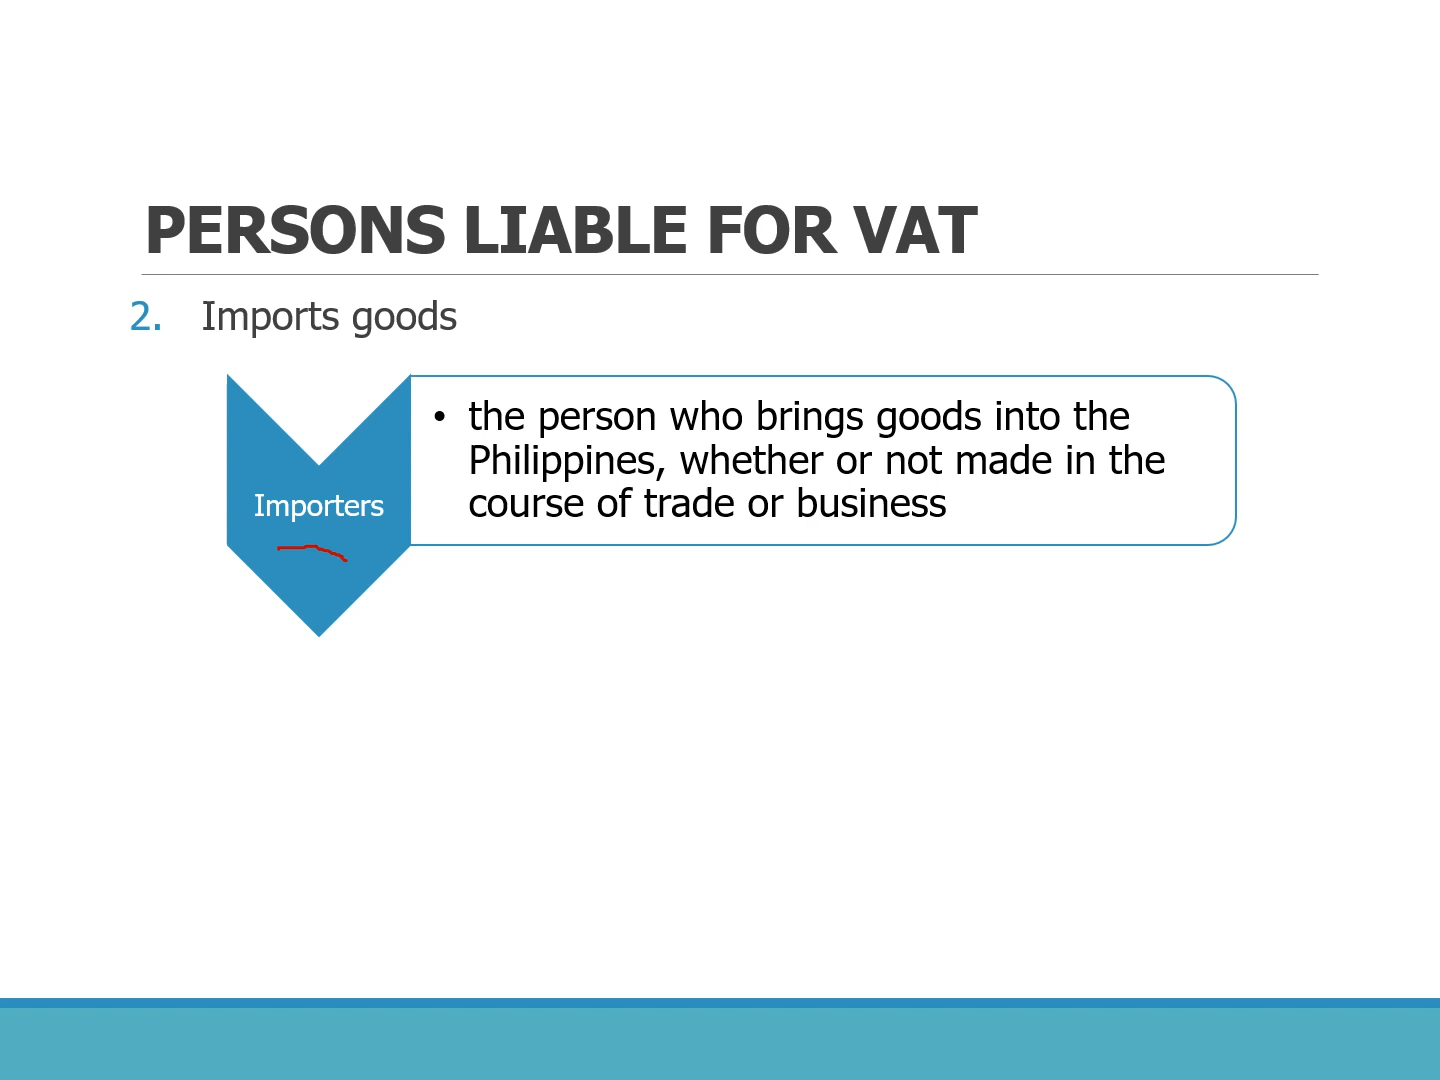 PERSONS LIABLE FOR VAT
2. Imports goods
Importers
• the person who brings goods into the
Philippines, whether or not made in the
course of trade or business